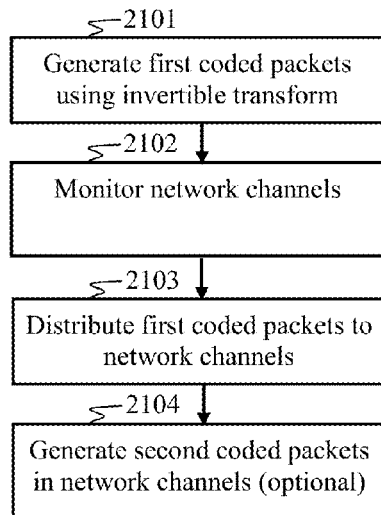 2101
Generate first coded packets
using invertible transform
2102
Monitor network channels
2103
Distribute first coded packets to
network channels
2104
Generate second coded packets
in network channels (optional)